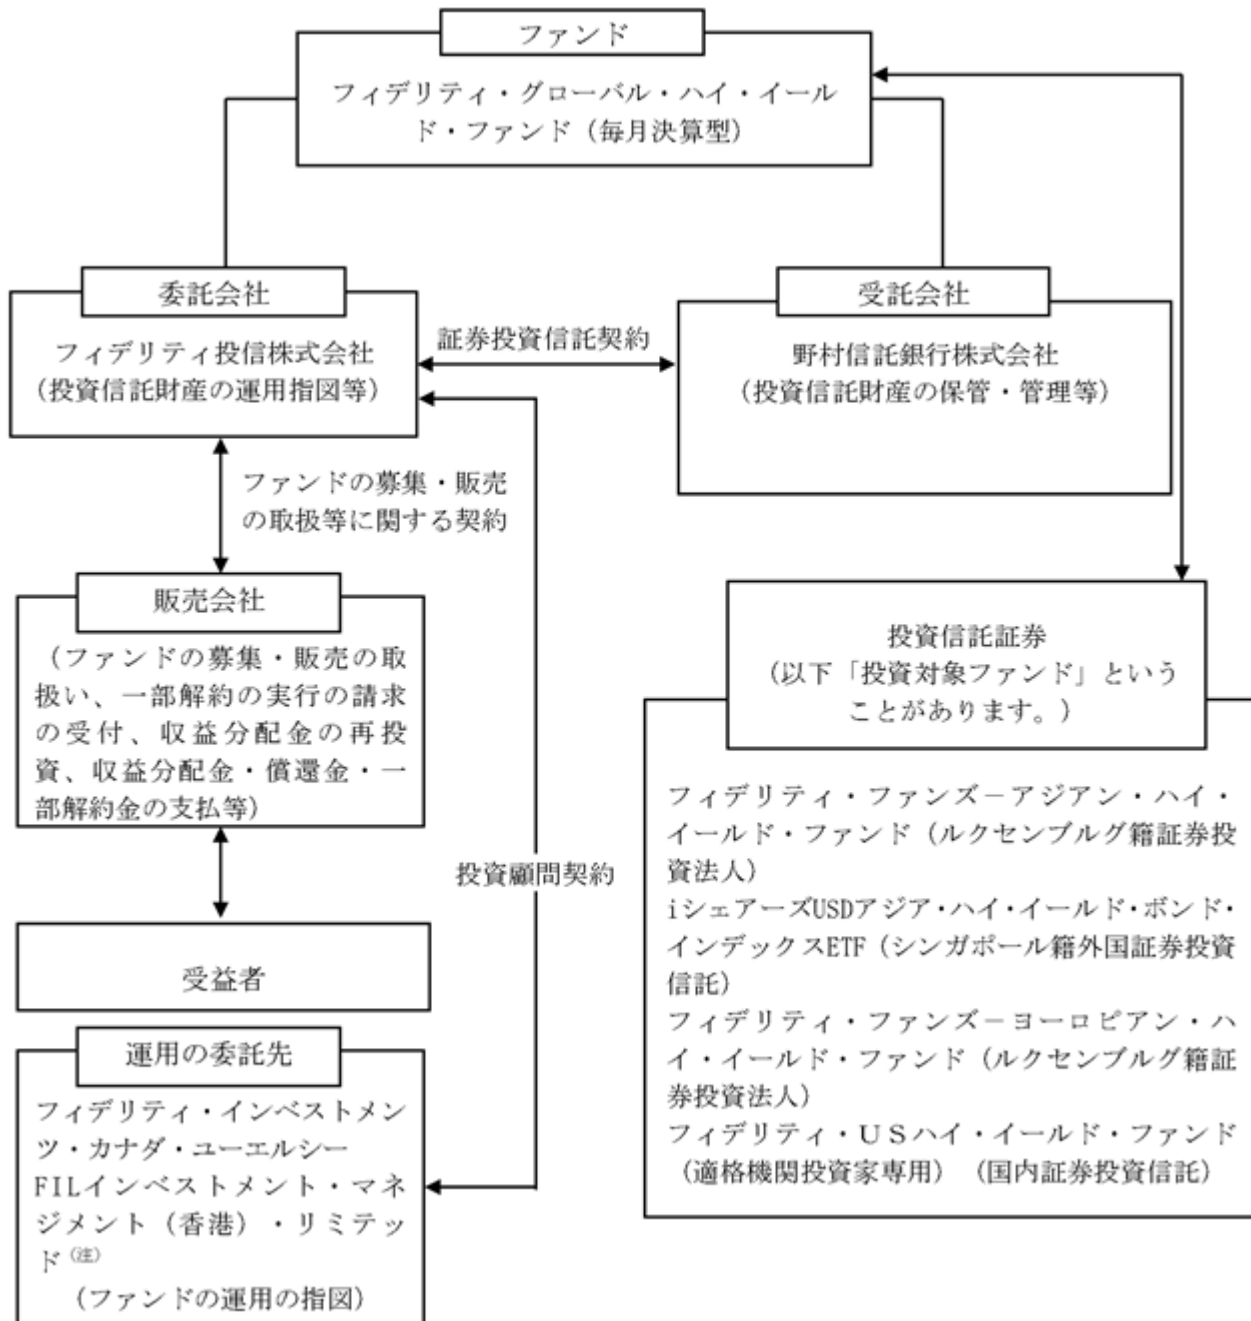 ファンド
フィデリティ・グローバル・ハイ・イール
ド・ファンド（毎月決算型）
委託会社
フィデリティ投信株式会社
（投資信託財産の運用指図等）
証券投資信託契約
受託会社
野村信託銀行株式会社
（投資信託財産の保管・管理等）
ファンドの募集・販売
の取扱等に関する契約
販売会社
（ファンドの募集・販売の取
扱い、一部解約の実行の請求
の受付、収益分配金の再投
資、収益分配金・償還金・一
部解約金の支払等）
投資顧問契約
受益者
運用の委託先
フィデリティ・インベストメン
ツ・カナダ・ユーエルシー
FILインベストメント・マネ
ジメント（香港）・リミテッ
ド（注）
（ファンドの運用の指図）
投資信託証券
（以下「投資対象ファンド」という
ことがあります。）
フィデリティ・ファンズ－アジアン・ハイ・
イールド・ファンド（ルクセンブルグ籍証券投
資法人）
iシェアーズUSDアジア・ハイ・イールド・ボンド・
インデックスETF（シンガポール籍外国証券投資
信託）
フィデリティ・ファンズ－ヨーロピアン・ハ
イ・イールド・ファンド（ルクセンブルグ籍証
券投資法人）
フィデリティ・ＵＳハイ・イールド・ファンド
（適格機関投資家専用）（国内証券投資信託）